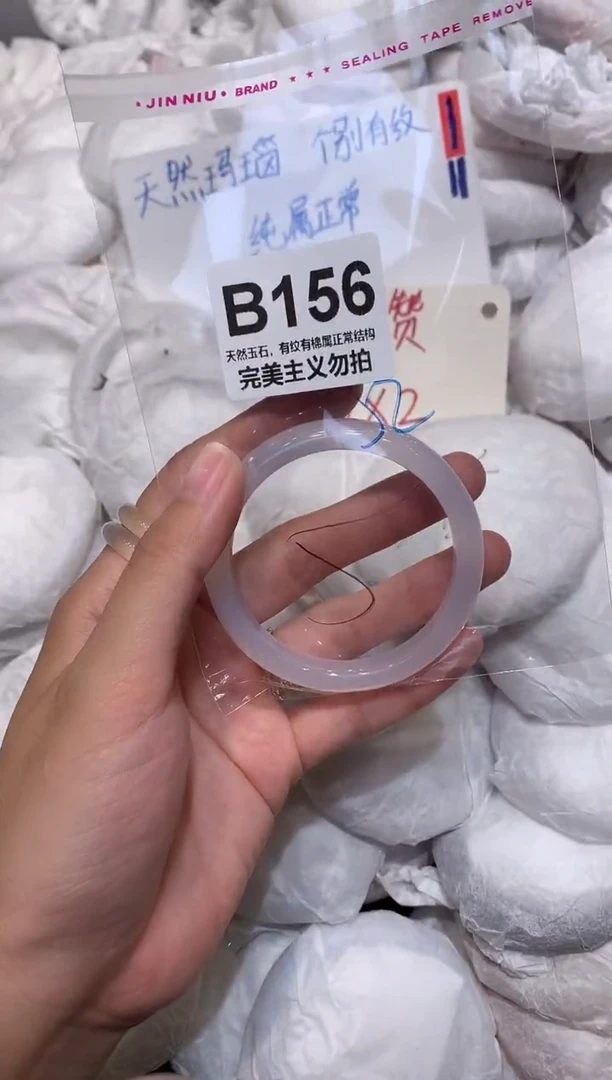 •JIN NIU• BRAND ★ ★ ★ SEALING TAPE REMOVE
天然玛瑙 个别有纹
纯属正常
B156
天然玉石，有纹有棉属正常结构
完美主义勿拍
52